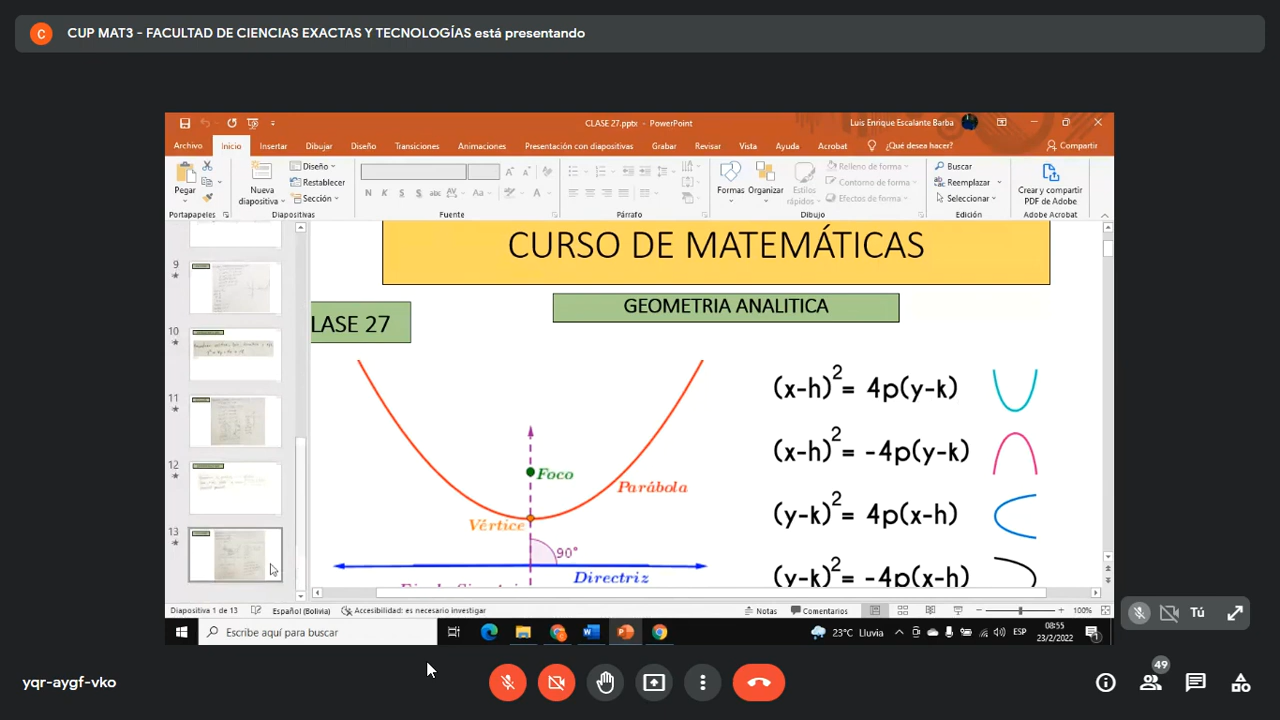 C
CUP MAT3 - FACULTAD DE CIENCIAS EXACTAS Y TECNOLOGÍAS está presentando
CLASE 27.pptx - PowerPoint
Luis Enrique Escalante Barba
Archivo Inicio Insertar Dibujar Diseño Transiciones Animaciones Presentación con diapositivas Grabar Revisar Vista Ayuda Acrobat ¿Qué desea hacer? Compartir
Pegar
Nueva diapositiva
Diseño
Restablecer
Sección
N K S S abc AV Aa A
Formas Organizar Estilos rápidos
Relleno de forma
Contorno de forma
Efectos de forma
Buscar
Reemplazar
Seleccionar
Crear y compartir PDF de Adobe
Portapapeles Diapositivas Fuente Párrafo Dibujo Edición Adobe Acrobat
9
10
11
12
13
CURSO DE MATEMÁTICAS
GEOMETRIA ANALITICA
LASE 27
(x-h)2= 4p(y-k)
(x-h)2= -4p(y-k)
(y-k)2= 4p(x-h)
(y-k)2= -4p(x-h)
Foco
Parábola
Vértice
90°
Directriz
Diapositiva 1 de 13 Español (Bolivia) Accesibilidad: es necesario investigar Notas Comentarios 100%
Escribe aquí para buscar
23°C Lluvia
ESP
08:55
23/2/2022
1
Tú
yqr-aygf-vko
49